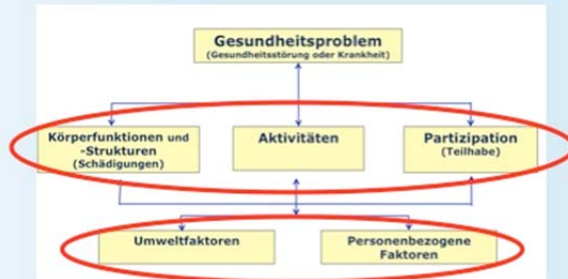 Gesundheitsproblem
(Gesundheitsstörung oder Krankheit)
Körperfunktionen und
-Strukturen
(Schädigungen)
Aktivitäten
Partizipation
(Teilhabe)
Umweltfaktoren
Personenbezogene
Faktoren